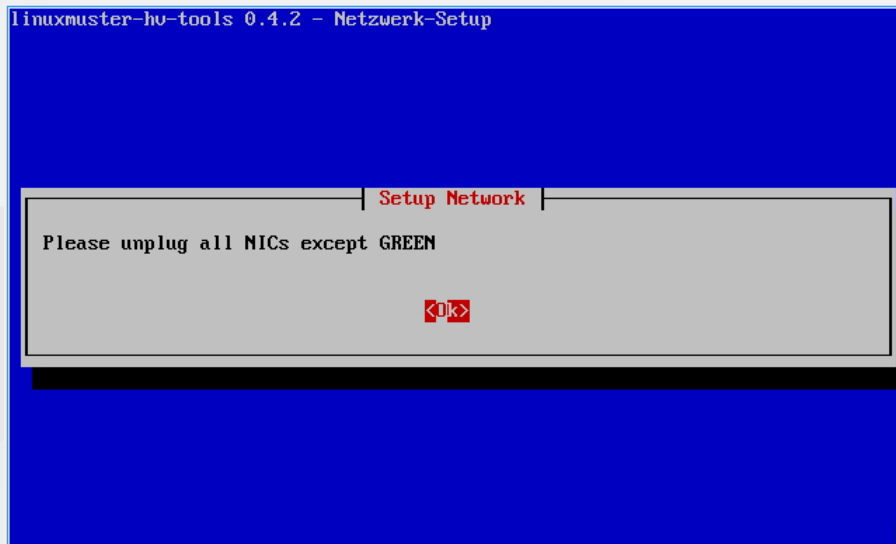 linuxmuster-hv-tools 0.4.2 - Netzwerk-Setup
Setup Network
Please unplug all NICs except GREEN
<Ok>